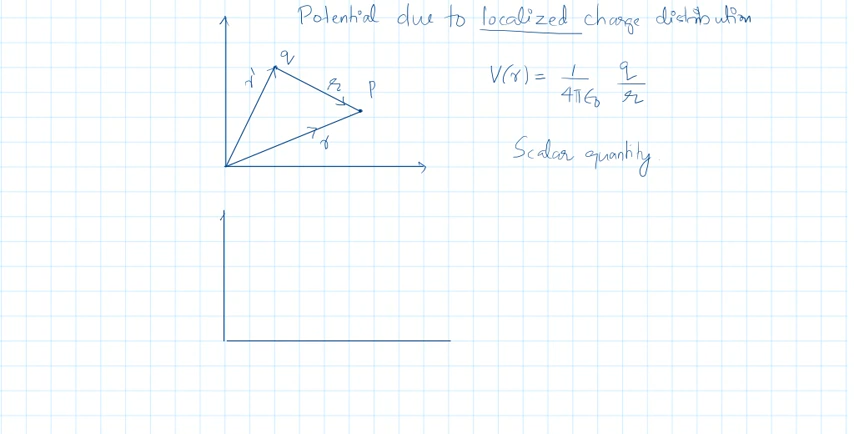 Potential due to localized charge distribution
q
r'
r
P
r
V(r) = 1/4πε₀ q/r
Scalar quantity